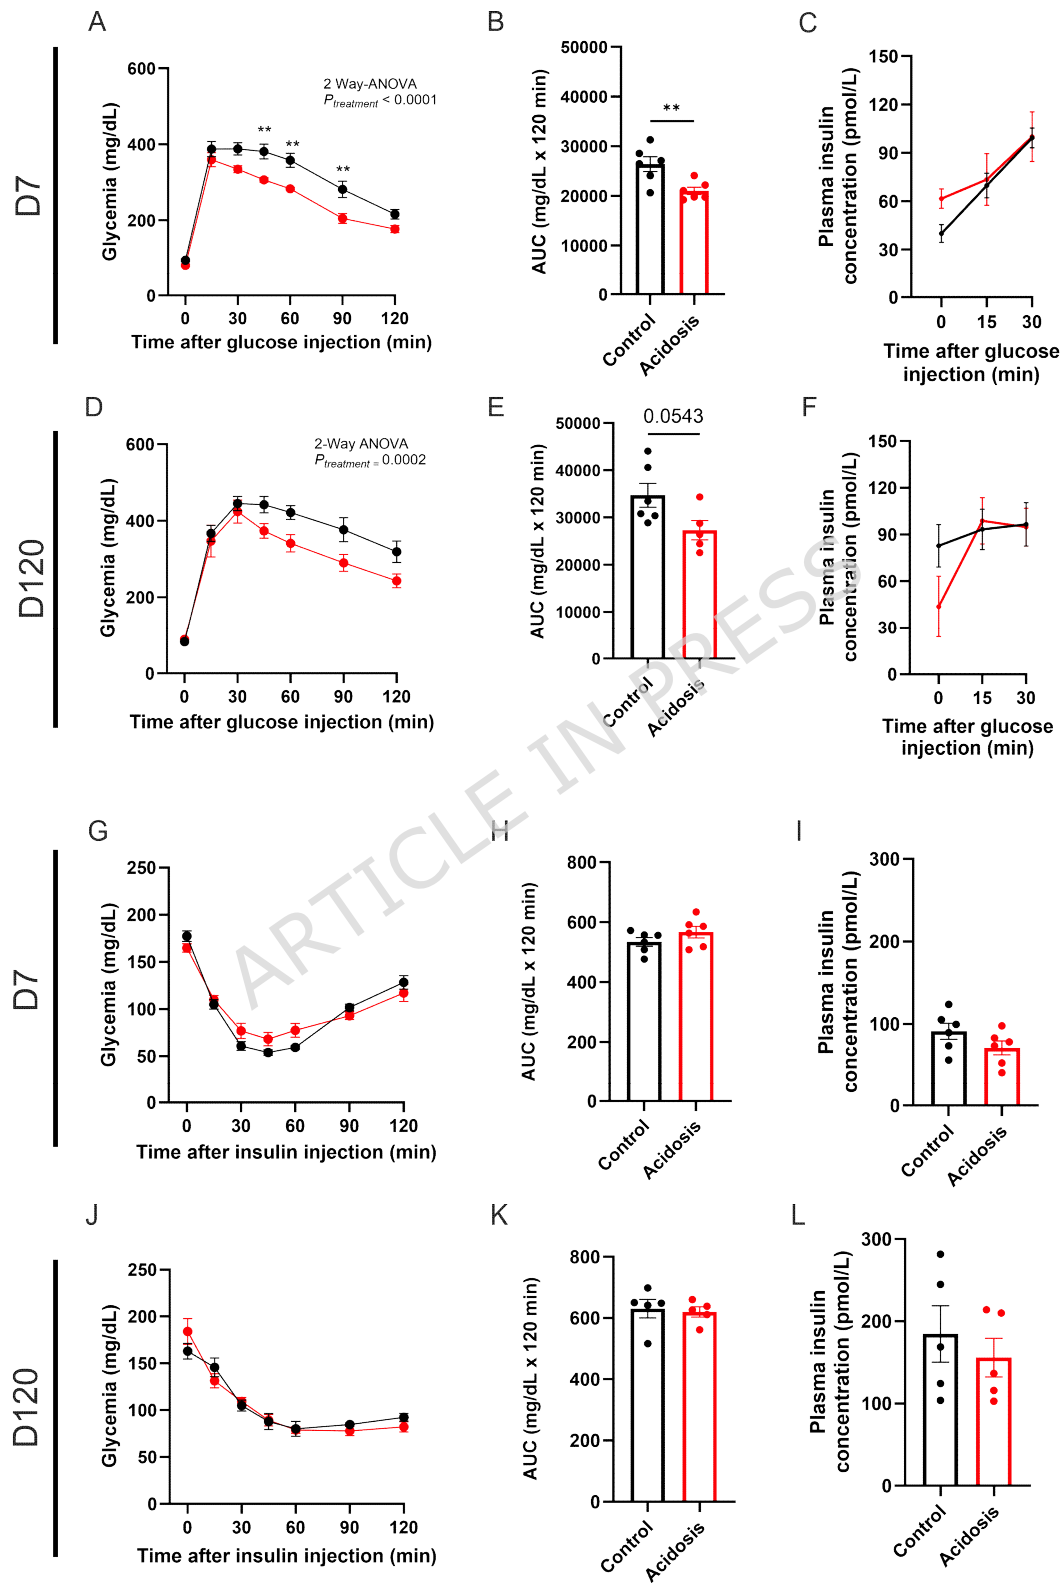 A
B
C
D7
600
400
200
0
Glycemia (mg/dL)
2 Way-ANOVA
Ptreatment < 0.0001
**
**
**
0 30 60 90 120
Time after glucose injection (min)
50000
40000
30000
20000
10000
0
AUC (mg/dL x 120 min)
**
Control
Acidosis
150
120
90
60
30
0
Plasma insulin
concentration (pmol/L)
0 15 30
Time after glucose
injection (min)
D
E
F
D120
600
400
200
0
Glycemia (mg/dL)
2-Way ANOVA
Ptreatment = 0.0002
0 30 60 90 120
Time after glucose injection (min)
50000
40000
30000
20000
10000
0
AUC (mg/dL x 120 min)
0.0543
Control
Acidosis
150
120
90
60
30
0
Plasma insulin
concentration (pmol/L)
0 15 30
Time after glucose
injection (min)
ARTICLE IN PRESS
G
H
I
D7
250
200
150
100
50
0
Glycemia (mg/dL)
0 30 60 90 120
Time after insulin injection (min)
800
600
400
200
0
AUC (mg/dL x 120 min)
Control
Acidosis
300
200
100
0
Plasma insulin
concentration (pmol/L)
Control
Acidosis
J
K
L
D120
250
200
150
100
50
0
Glycemia (mg/dL)
0 30 60 90 120
Time after insulin injection (min)
800
600
400
200
0
AUC (mg/dL x 120 min)
Control
Acidosis
300
200
100
0
Plasma insulin
concentration (pmol/L)
Control
Acidosis